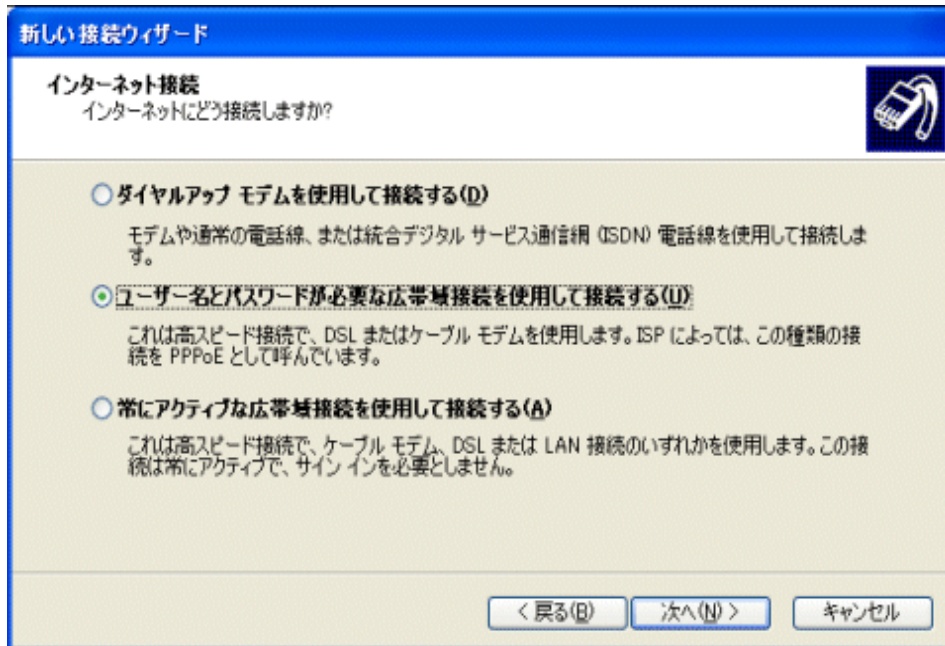 新しい接続ウィザード
インターネット接続
インターネットにどう接続しますか?
ダイヤルアップ モデムを使用して接続する(D)
モデムや通常の電話線、または統合デジタル サービス通信網 (ISDN) 電話線を使用して接続しま
す。
ユーザー名とパスワードが必要な広帯域接続を使用して接続する(U)
これは高スピード接続で、DSL またはケーブル モデムを使用します。ISP によっては、この種類の接
続を PPPoE として呼んでいます。
常にアクティブな広帯域接続を使用して接続する(A)
これは高スピード接続で、ケーブル モデム、DSL または LAN 接続のいずれかを使用します。この接
続は常にアクティブで、サイン インを必要としません。
< 戻る(B)
次へ(N) >
キャンセル